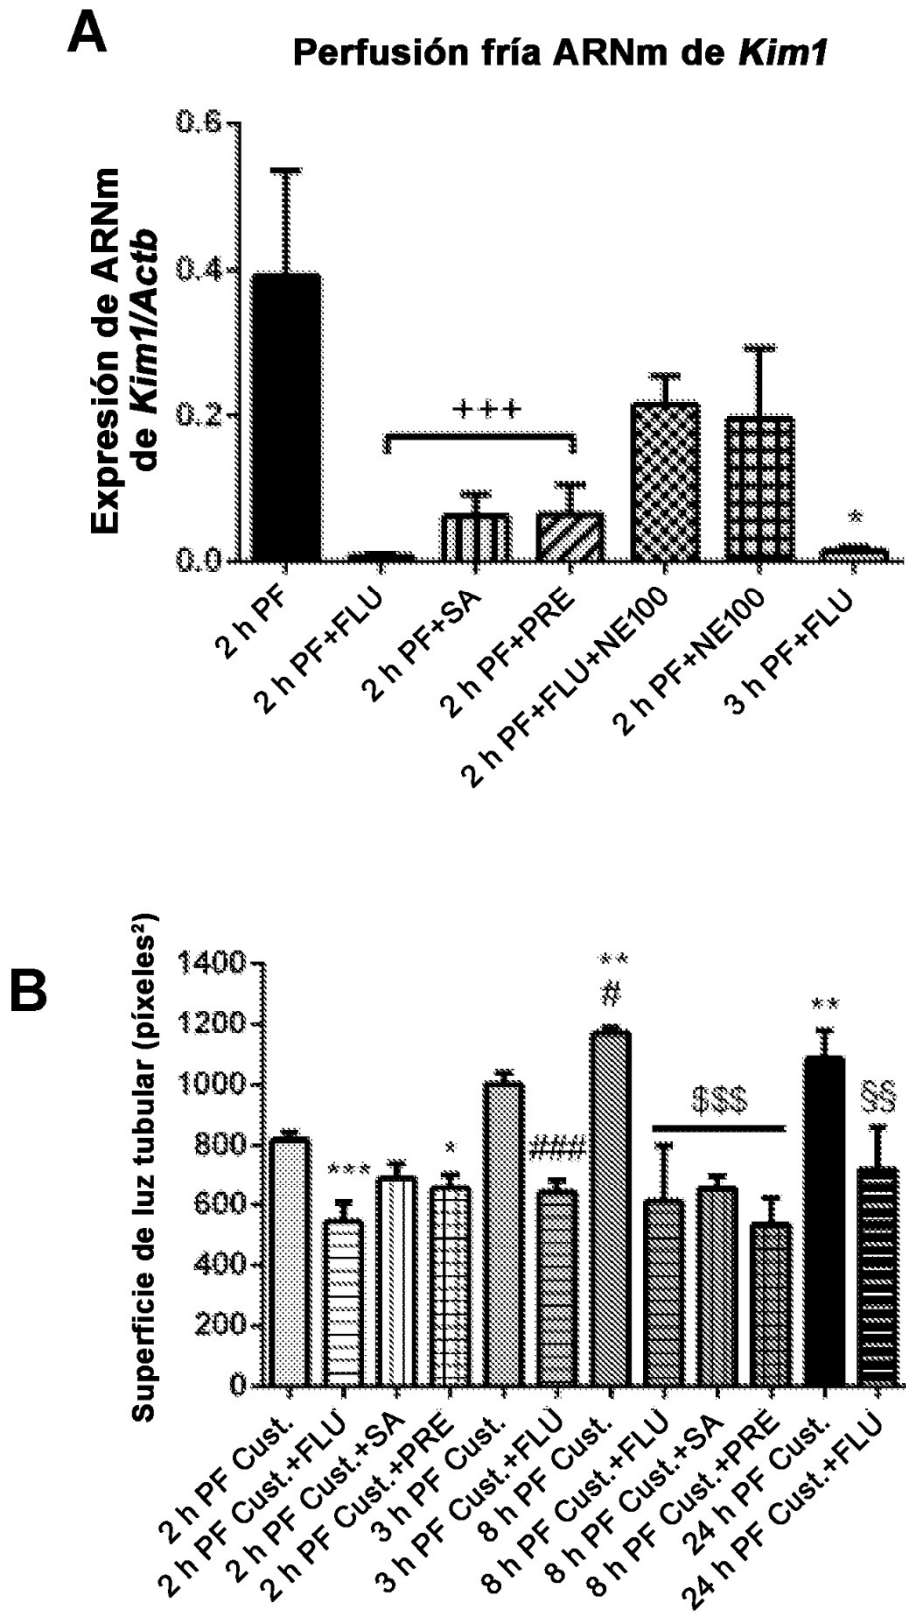 A
Perfusión fría ARNm de Kim1
Expresión de ARNm
de Kim1/Actb
0.6
0.4
0.2
0.0
+++
*
2 h PF
2 h PF+FLU
2 h PF+SA
2 h PF+PRE
2 h PF+FLU+NE100
2 h PF+NE100
3 h PF+FLU
B
Superficie de luz tubular (píxeles²)
1400
1200
1000
800
600
400
200
0
***
*
###
**
#
$$$
**
§§
2 h PF Cust.
2 h PF Cust.+FLU
2 h PF Cust.+SA
2 h PF Cust.+PRE
3 h PF Cust.
3 h PF Cust.+FLU
8 h PF Cust.
8 h PF Cust.+FLU
8 h PF Cust.+SA
8 h PF Cust.+PRE
24 h PF Cust.
24 h PF Cust.+FLU